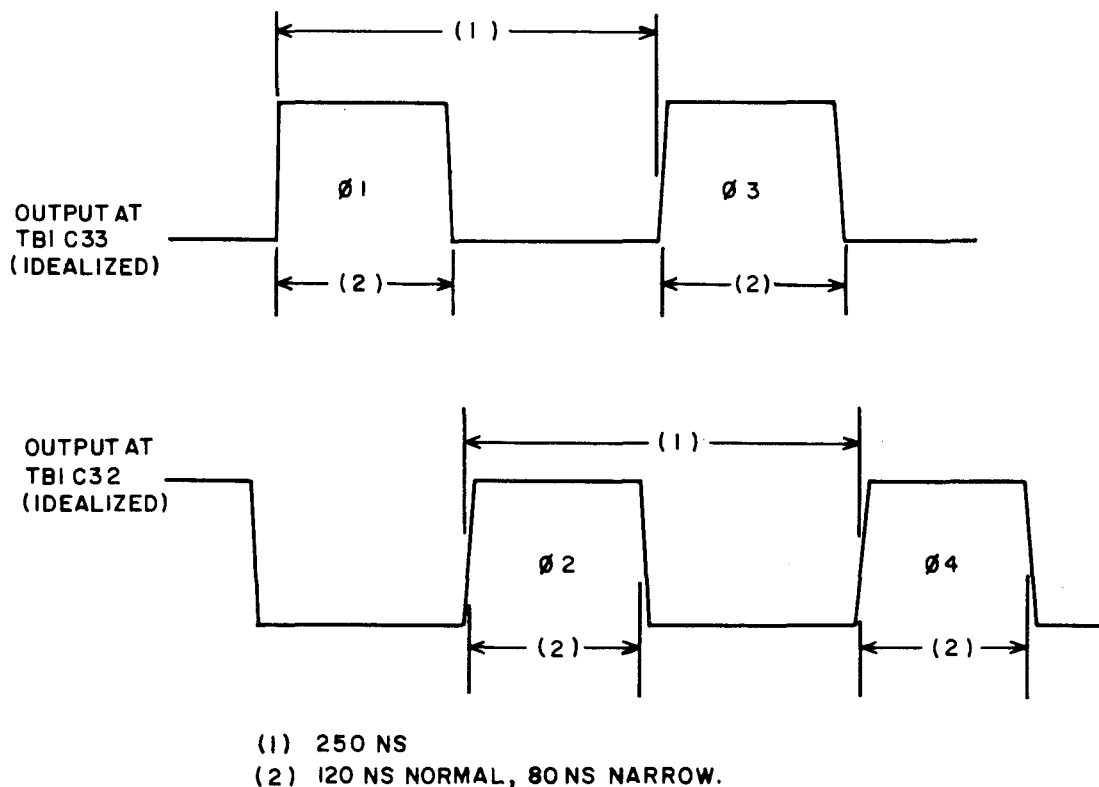 (1)
Ø1
Ø3
OUTPUT AT
TB1 C33
(IDEALIZED)
(2)
(2)
OUTPUT AT
TB1 C32
(IDEALIZED)
(1)
Ø2
Ø4
(2)
(2)
(1) 250 NS
(2) 120 NS NORMAL, 80 NS NARROW.